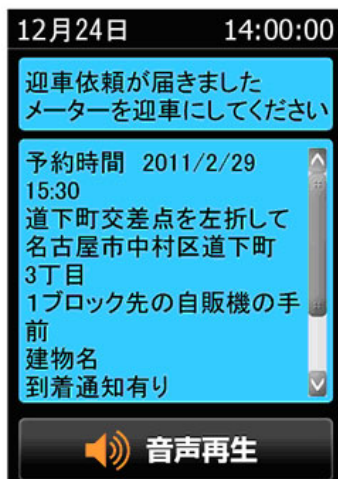 12月24日 14:00:00
迎車依頼が届きました
メーターを迎車にしてください
予約時間 2011/2/29
15:30
道下町交差点を左折して
名古屋市中村区道下町
3丁目
1ブロック先の自販機の手
前
建物名
到着通知有り
音声再生